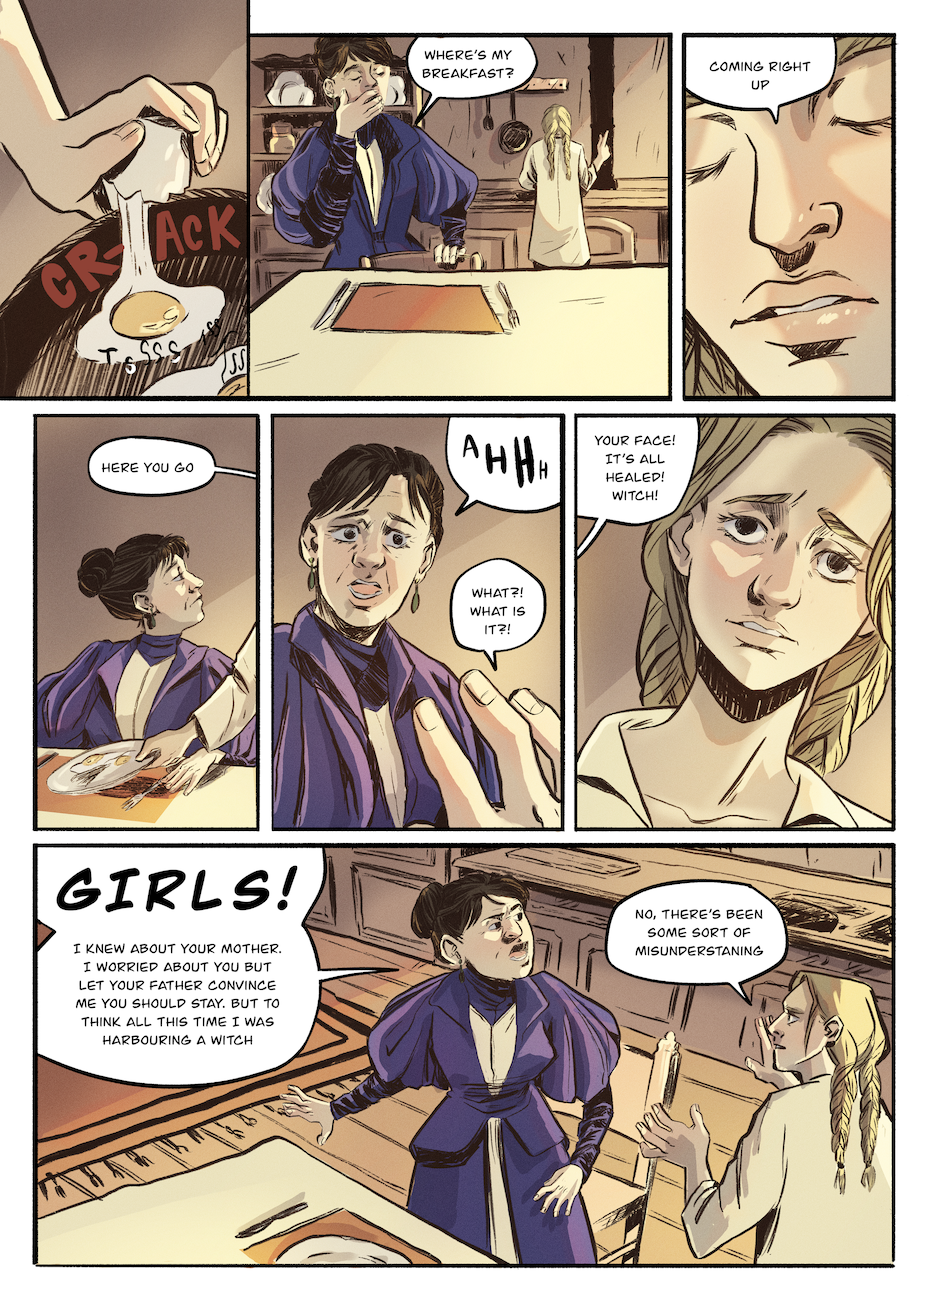 CR-ACK
TSSSS SSS
SSS
WHERE'S MY
BREAKFAST?
COMING RIGHT
UP
HERE YOU GO
AHHH
WHAT?!
WHAT IS
IT?!
YOUR FACE!
IT'S ALL
HEALED!
WITCH!
GIRLS!
I KNEW ABOUT YOUR MOTHER.
I WORRIED ABOUT YOU BUT
LET YOUR FATHER CONVINCE
ME YOU SHOULD STAY. BUT TO
THINK ALL THIS TIME I WAS
HARBOURING A WITCH
NO, THERE'S BEEN
SOME SORT OF
MISUNDERSTANING